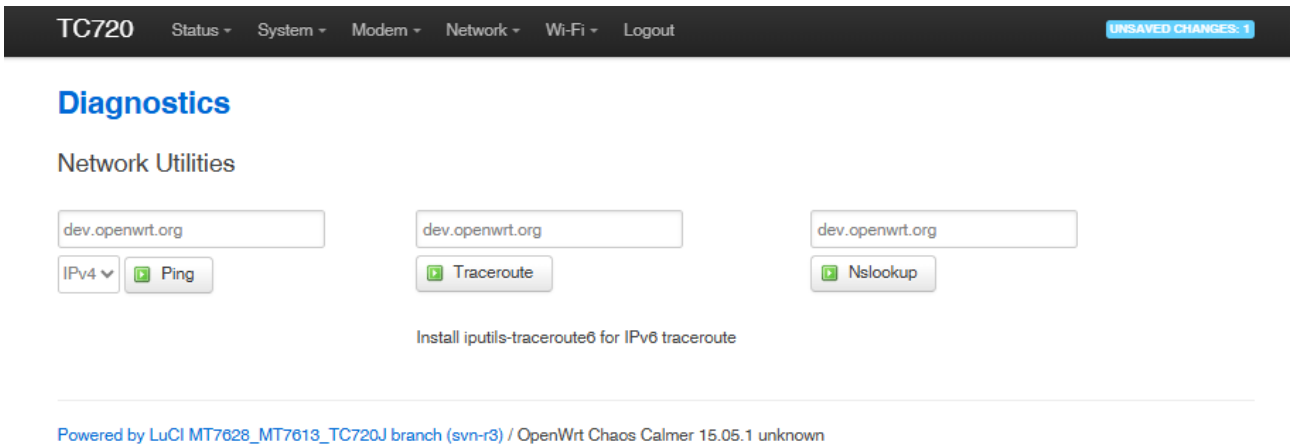 TC720 Status System Modem Network Wi-Fi Logout UNSAVED CHANGES: 1
Diagnostics
Network Utilities
dev.openwrt.org dev.openwrt.org dev.openwrt.org
IPv4 Ping Traceroute Nslookup
Install iputils-traceroute6 for IPv6 traceroute
Powered by LuCI MT7628_MT7613_TC720J branch (svn-r3) / OpenWrt Chaos Calmer 15.05.1 unknown